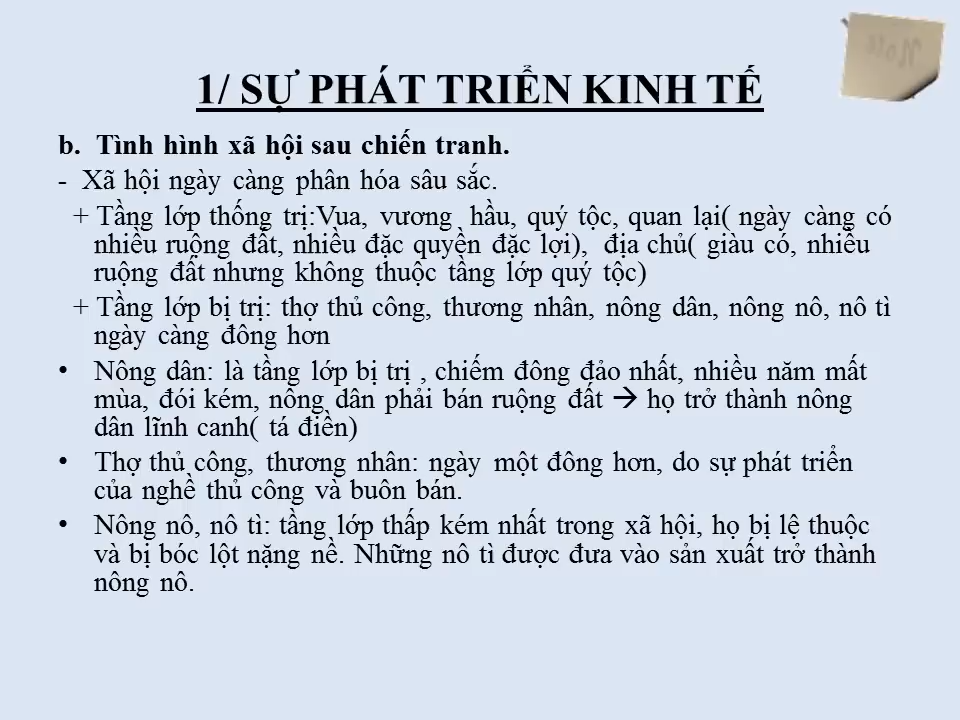 1/ SỰ PHÁT TRIỂN KINH TẾ
b. Tình hình xã hội sau chiến tranh.
- Xã hội ngày càng phân hóa sâu sắc.
+ Tầng lớp thống trị:Vua, vương hầu, quý tộc, quan lại( ngày càng có
nhiều ruộng đất, nhiều đặc quyền đặc lợi), địa chủ( giàu có, nhiều
ruộng đất nhưng không thuộc tầng lớp quý tộc)
+ Tầng lớp bị trị: thợ thủ công, thương nhân, nông dân, nông nô, nô tì
ngày càng đông hơn
• Nông dân: là tầng lớp bị trị , chiếm đông đảo nhất, nhiều năm mất
mùa, đói kém, nông dân phải bán ruộng đất → họ trở thành nông
dân lĩnh canh( tá điền)
• Thợ thủ công, thương nhân: ngày một đông hơn, do sự phát triển
của nghề thủ công và buôn bán.
• Nông nô, nô tì: tầng lớp thấp kém nhất trong xã hội, họ bị lệ thuộc
và bị bóc lột nặng nề. Những nô tì được đưa vào sản xuất trở thành
nông nô.